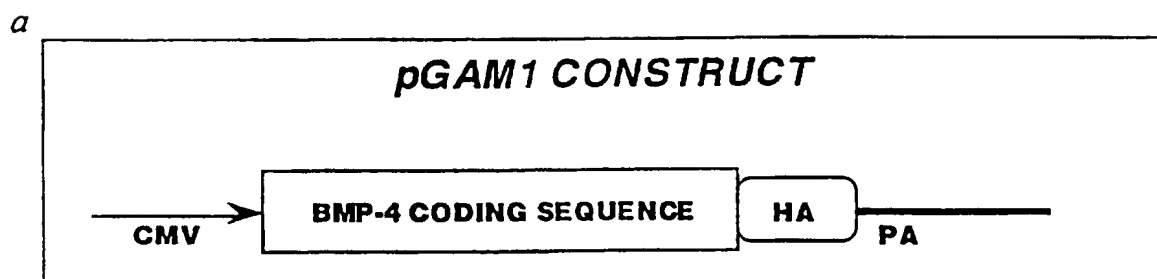 a
pGAM1 CONSTRUCT
BMP-4 CODING SEQUENCE
HA
CMV
PA